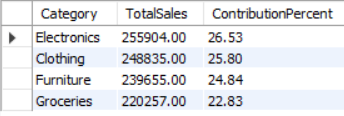 Category TotalSales ContributionPercent
Electronics 255904.00 26.53
Clothing 248835.00 25.80
Furniture 239655.00 24.84
Groceries 220257.00 22.83